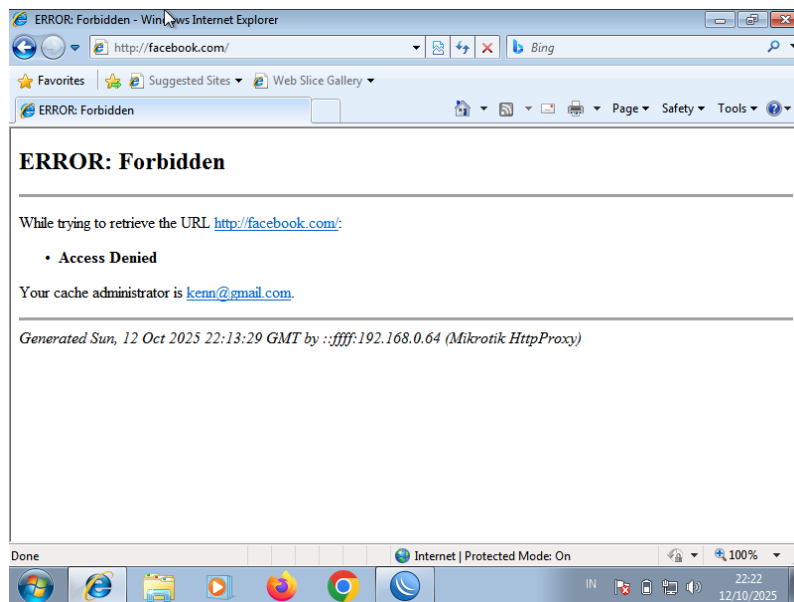 ERROR: Forbidden - Windows Internet Explorer
http://facebook.com/
Bing
Favorites
Suggested Sites
Web Slice Gallery
ERROR: Forbidden
Page
Safety
Tools
ERROR: Forbidden
While trying to retrieve the URL http://facebook.com/:
• Access Denied
Your cache administrator is kenn@gmail.com.
Generated Sun, 12 Oct 2025 22:13:29 GMT by ::ffff:192.168.0.64 (Mikrotik HttpProxy)
Done
Internet | Protected Mode: On
100%
IN
22:22
12/10/2025